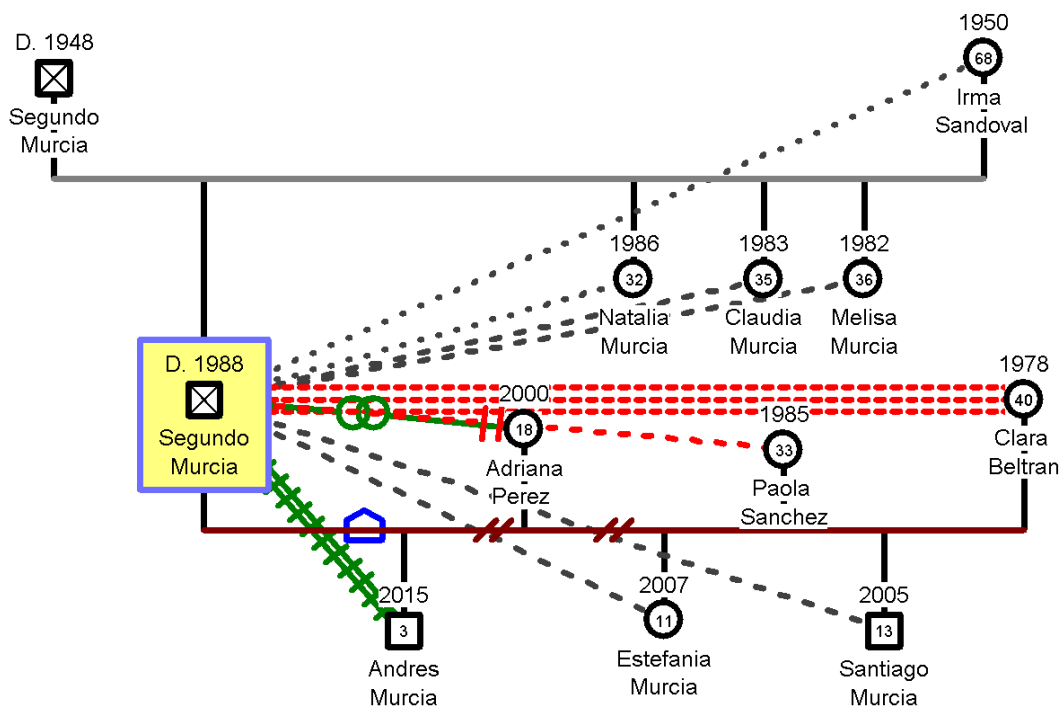 D. 1948
Segundo
Murcia
1950
68
Irma
Sandoval
1986
32
Natalia
Murcia
1983
35
Claudia
Murcia
1982
36
Melisa
Murcia
D. 1988
Segundo
Murcia
2000
18
Adriana
Perez
1985
33
Paola
Sanchez
1978
40
Clara
Beltran
2015
3
Andres
Murcia
2007
11
Estefania
Murcia
2005
13
Santiago
Murcia